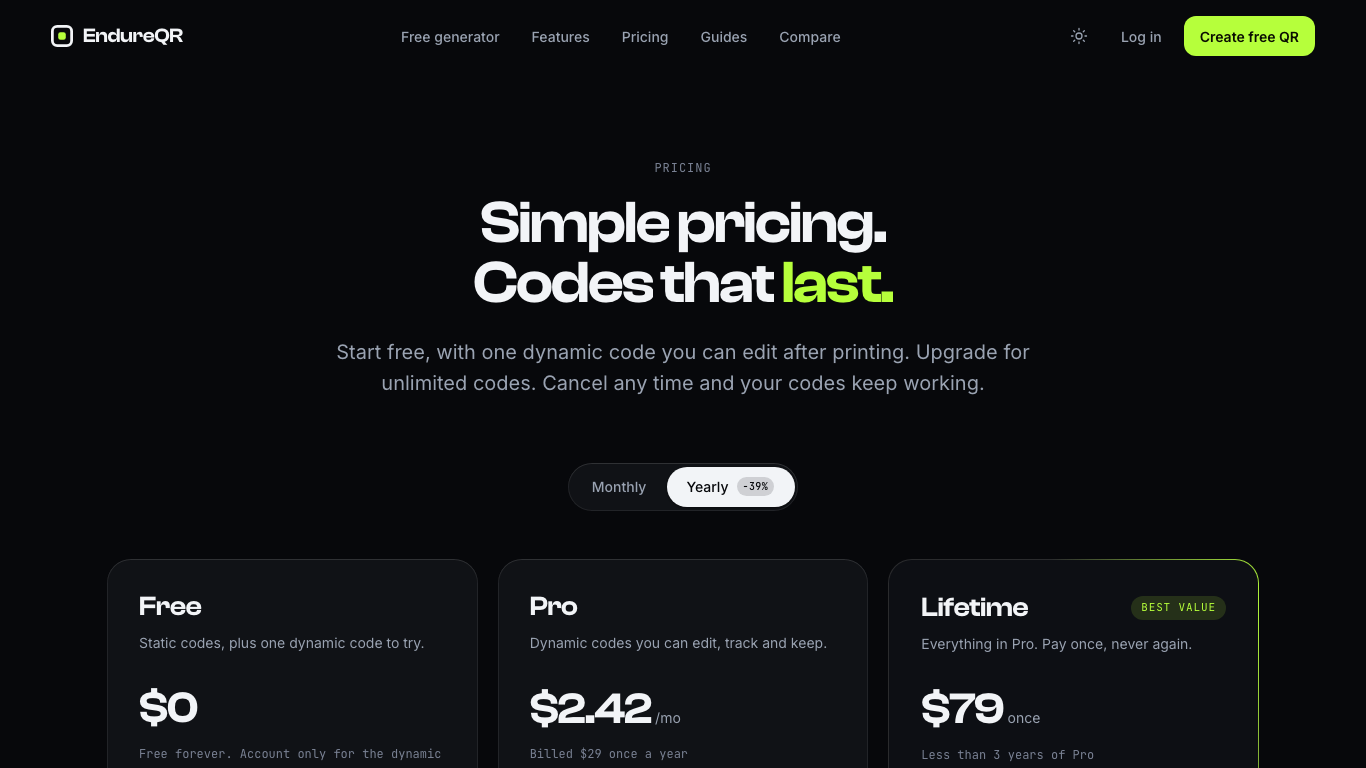 EndureQR
Free generator
Features
Pricing
Guides
Compare
Log in
Create free QR
PRICING
Simple pricing.
Codes that last.
Start free, with one dynamic code you can edit after printing. Upgrade for
unlimited codes. Cancel any time and your codes keep working.
Monthly
Yearly -39%
Free
Static codes, plus one dynamic code to try.
$0
Free forever. Account only for the dynamic
Pro
Dynamic codes you can edit, track and keep.
$2.42 /mo
Billed $29 once a year
Lifetime
BEST VALUE
Everything in Pro. Pay once, never again.
$79 once
Less than 3 years of Pro